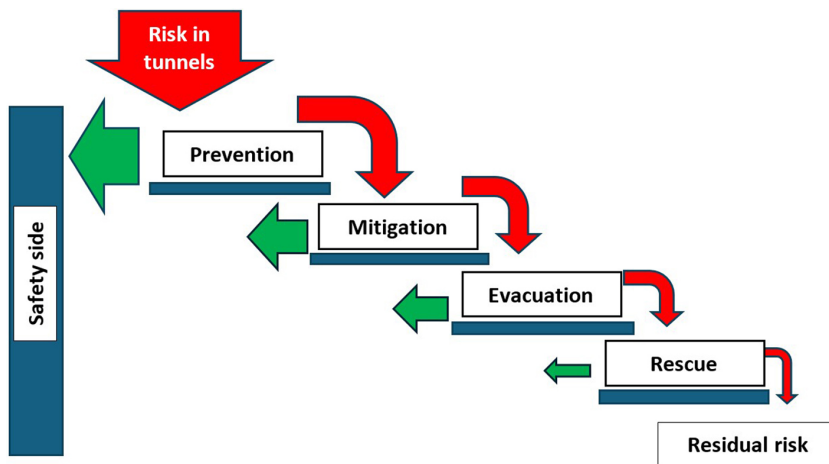 Risk in
tunnels
Prevention
Mitigation
Safety side
Evacuation
Rescue
Residual risk